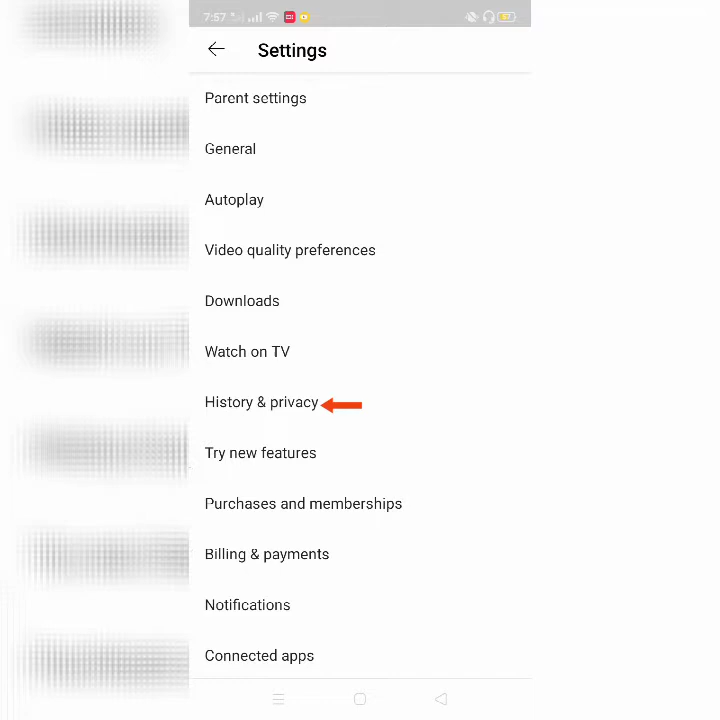 7:57
Settings
Parent settings
General
Autoplay
Video quality preferences
Downloads
Watch on TV
History & privacy
Try new features
Purchases and memberships
Billing & payments
Notifications
Connected apps